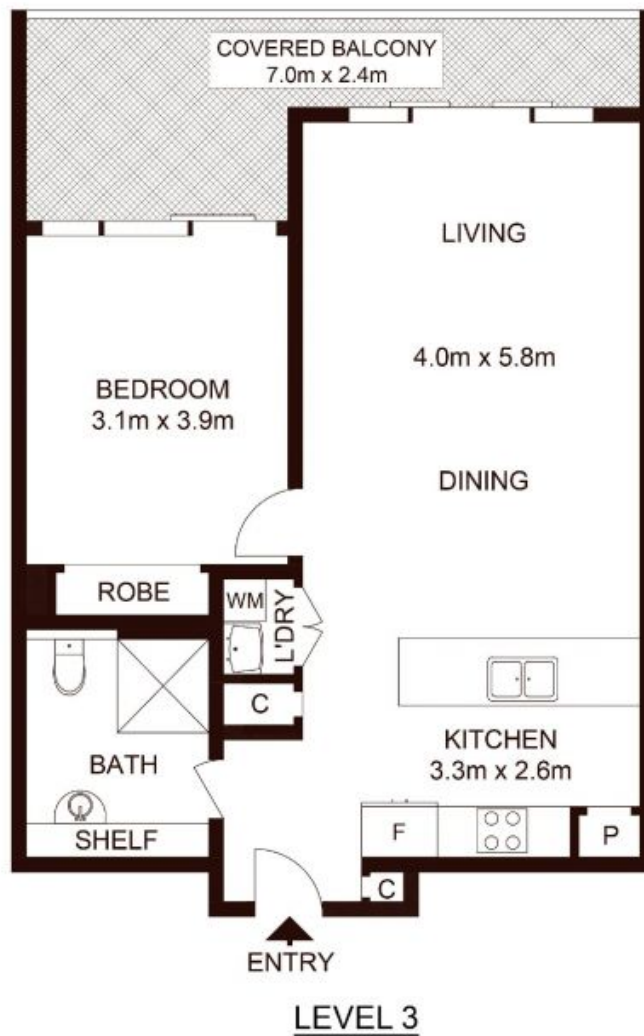 COVERED BALCONY
7.0m x 2.4m
LIVING
4.0m x 5.8m
BEDROOM
3.1m x 3.9m
DINING
ROBE
WM
L'DRY
C
BATH
KITCHEN
3.3m x 2.6m
SHELF
F
P
C
ENTRY
LEVEL 3